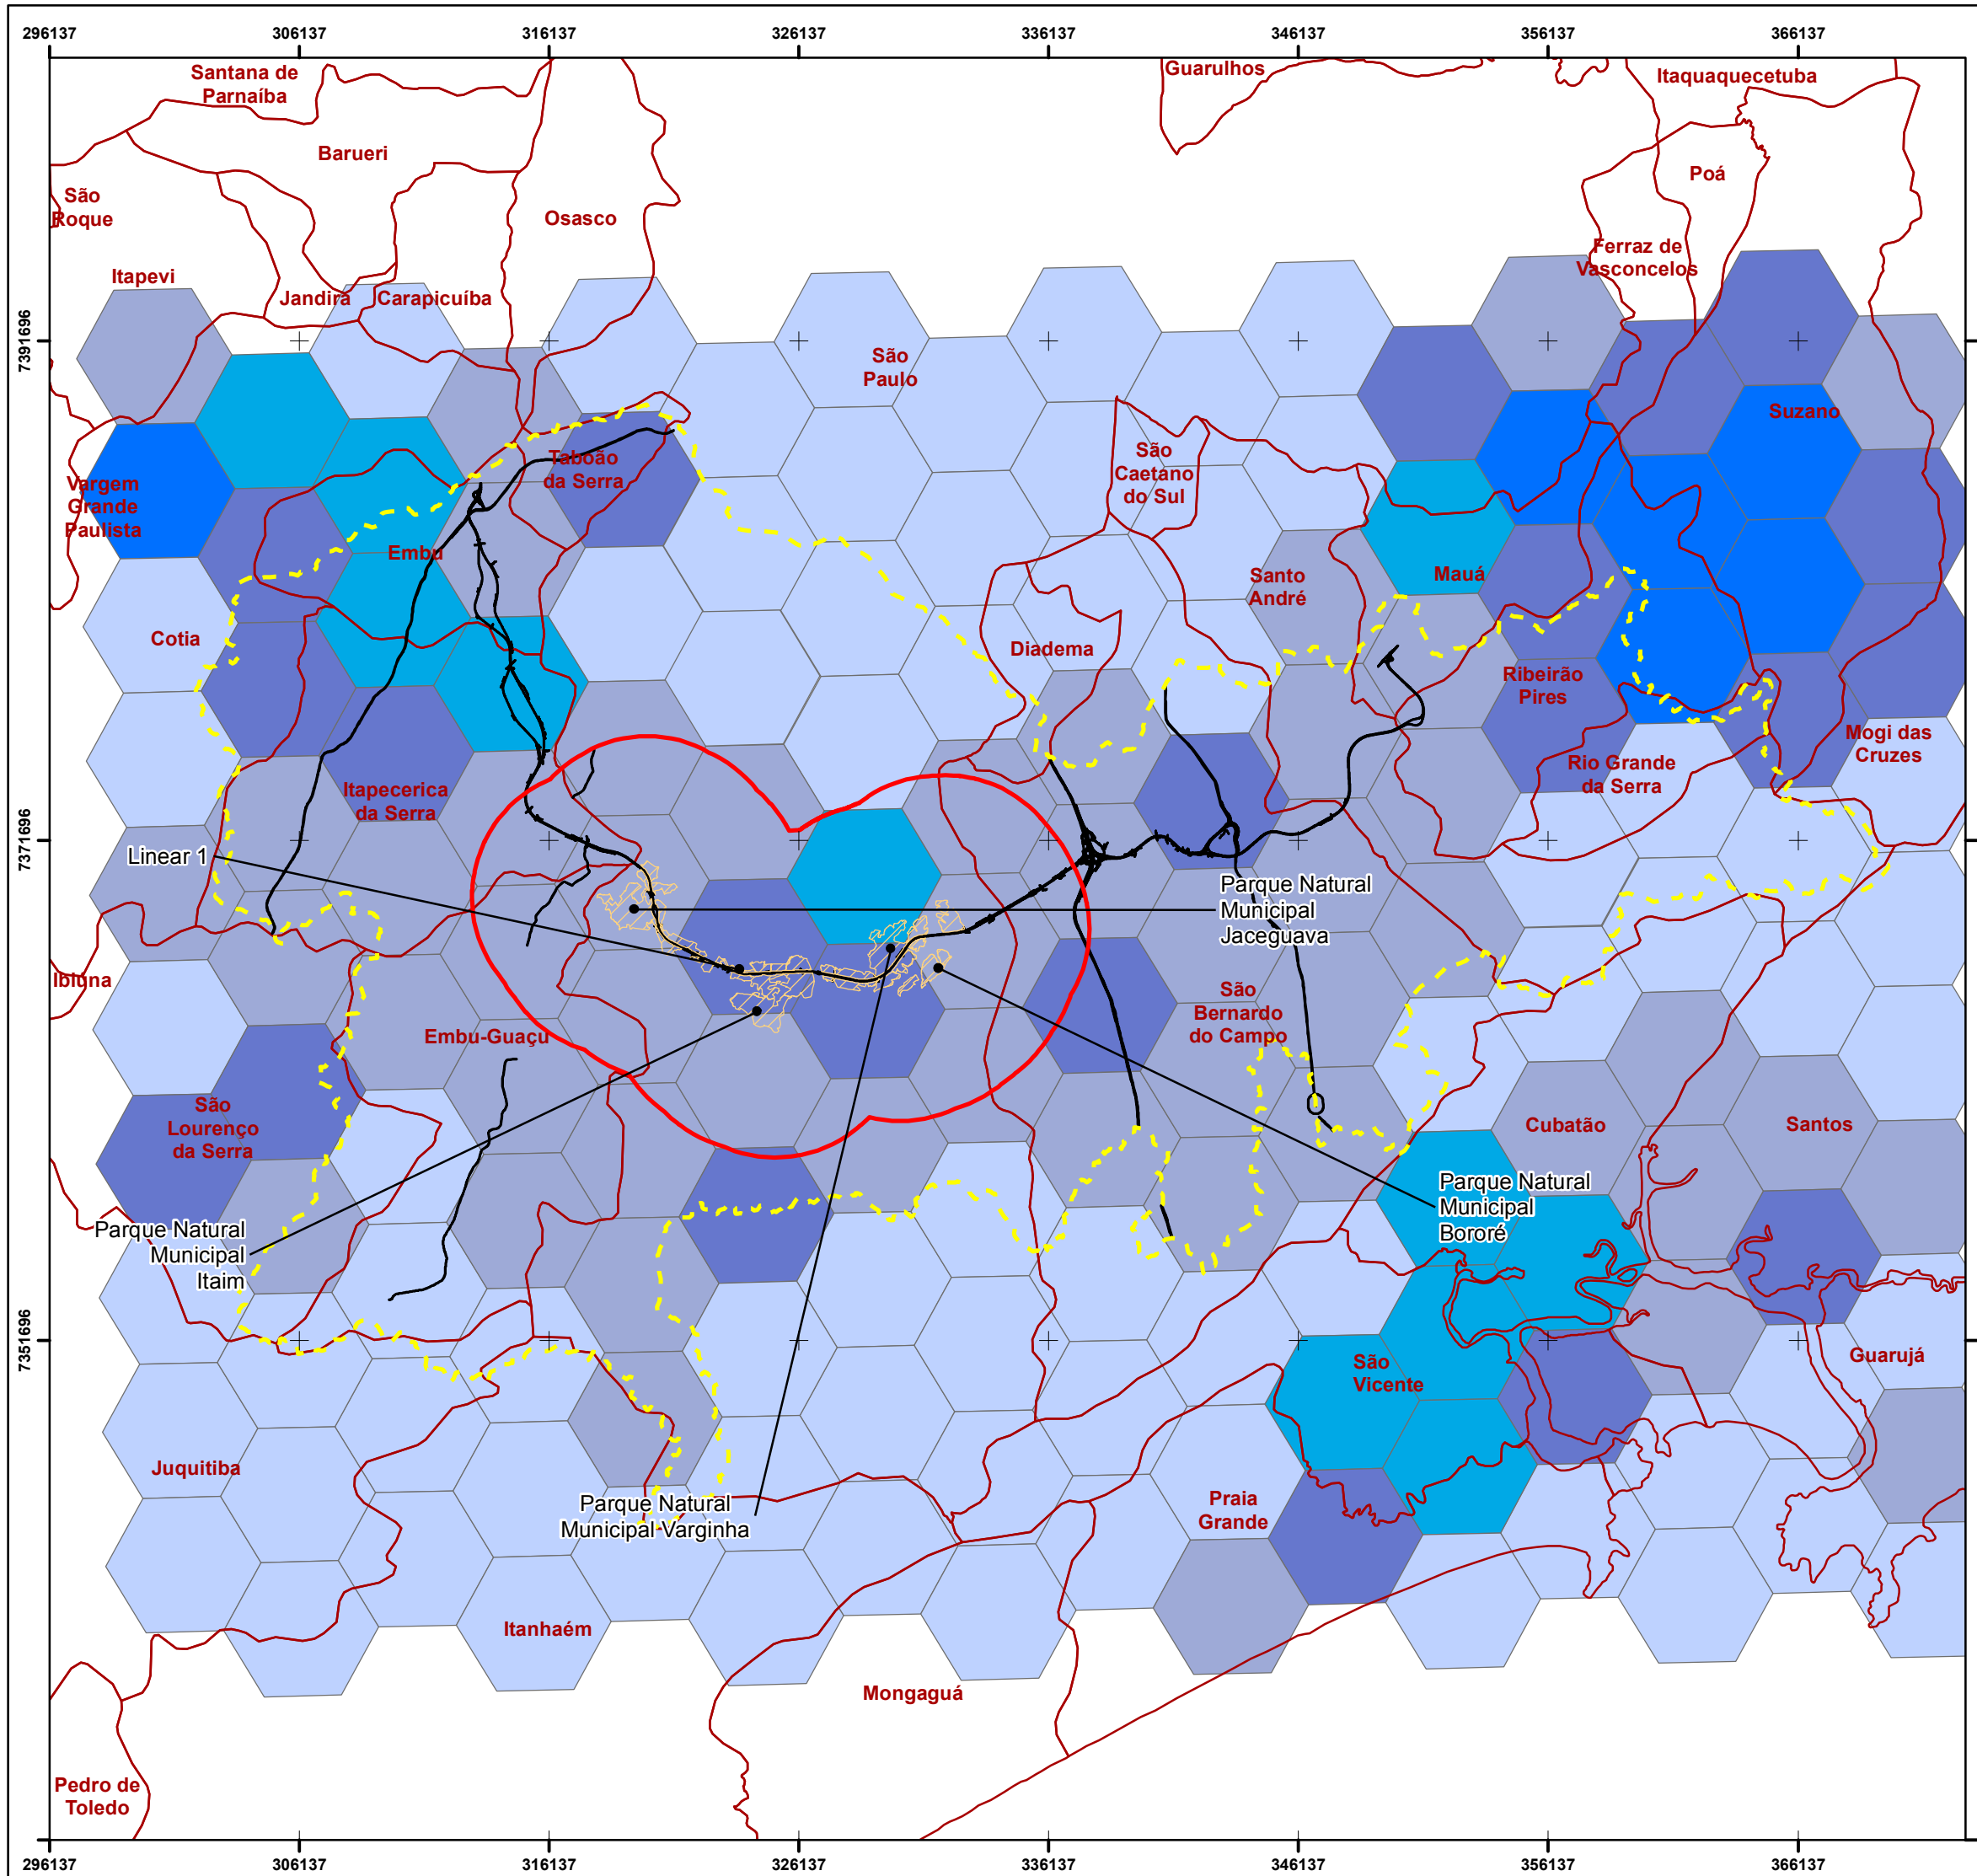 296137
306137
316137
326137
336137
346137
356137
366137
Santana de
Parnaíba
Guarulhos
Itaquaquecetuba
Barueri
Poá
São
Roque
Osasco
Ferraz de
Vasconcelos
Itapevi
Jandira
Carapicuíba
7391696
São
Paulo
Suzano
Taboão
da Serra
São
Caetano
do Sul
Vargem
Grande
Paulista
Embu
Santo
André
Mauá
Cotia
Diadema
Ribeirão
Pires
Mogi das
Cruzes
Rio Grande
da Serra
Itapecerica
da Serra
7371696
Linear 1
Parque Natural
Municipal
Jaceguava
Ibiúna
São
Bernardo
do Campo
Embu-Guaçu
São
Lourenço
da Serra
Cubatão
Santos
Parque Natural
Municipal
Bororé
Parque Natural
Municipal
Itaim
7351696
São
Vicente
Guarujá
Juquitiba
Parque Natural
Municipal Varginha
Praia
Grande
Itanhaém
Mongaguá
Pedro de
Toledo
296137
306137
316137
326137
336137
346137
356137
366137